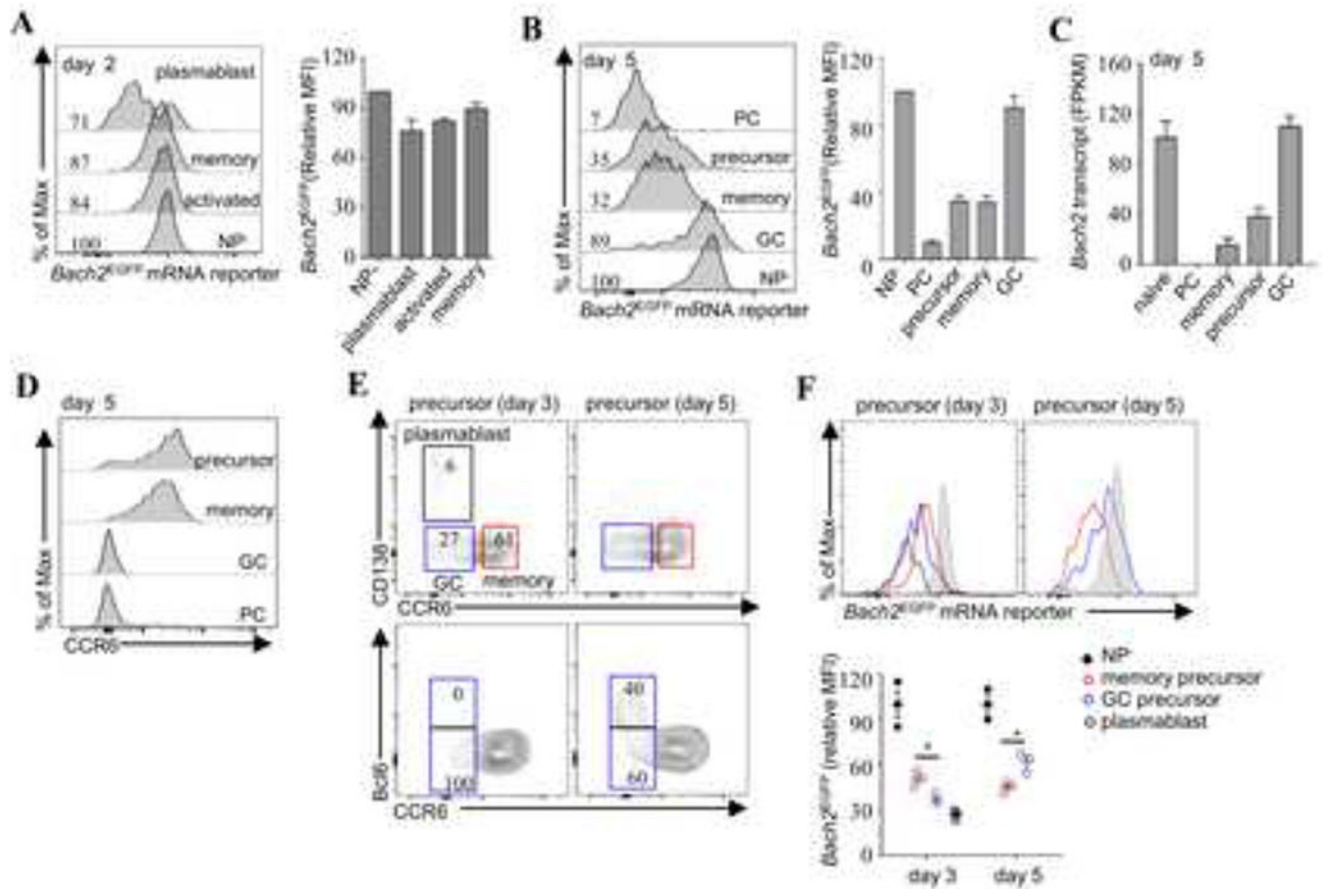 A
day 2
plasmablast
71
87
memory
84
activated
100
NP
% of Max
Bach2EGFP mRNA reporter
Bach2EGFP (Relative MFI)
120
90
60
30
0
NP-
plasmablast
activated
memory
B
day 5
7
PC
35
precursor
32
memory
89
GC
100
NP
% of Max
Bach2EGFP mRNA reporter
Bach2EGFP (Relative MFI)
120
80
40
0
NP
PC
precursor
memory
GC
C
day 5
Bach2 transcript (FPKM)
160
120
80
40
0
naive
PC
memory
precursor
GC
D
day 5
precursor
memory
GC
PC
% of Max
CCR6
E
precursor (day 3)
precursor (day 5)
plasmablast
6
27
61
GC
memory
CD138
CCR6
0
100
40
60
Bcl6
CCR6
F
precursor (day 3)
precursor (day 5)
% of Max
Bach2EGFP mRNA reporter
Bach2EGFP (relative MFI)
120
90
60
30
0
*
*
day 3
day 5
NP
memory precursor
GC precursor
plasmablast